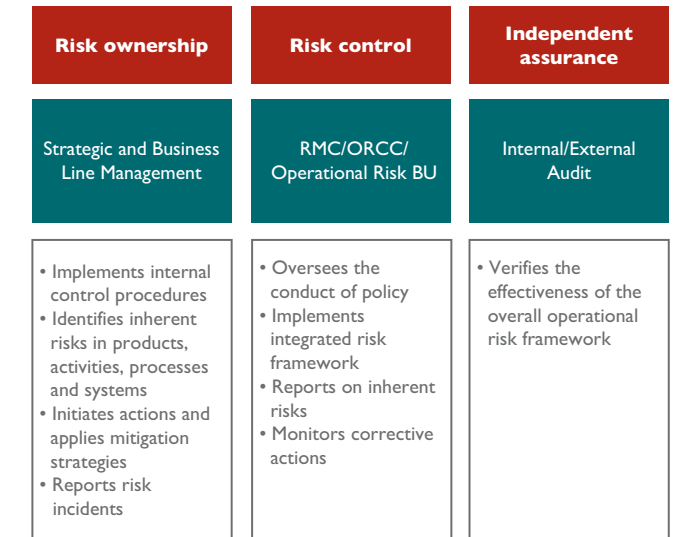 Risk ownership
Strategic and Business
Line Management
• Implements internal
control procedures
• Identifies inherent
risks in products,
activities, processes
and systems
• Initiates actions and
applies mitigation
strategies
• Reports risk
incidents
Risk control
RMC/ORCC/
Operational Risk BU
• Oversees the
conduct of policy
• Implements
integrated risk
framework
• Reports on inherent
risks
• Monitors corrective
actions
Independent
assurance
Internal/External
Audit
• Verifies the
effectiveness of the
overall operational
risk framework